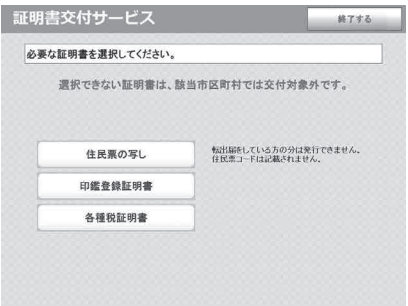 証明書交付サービス
終了する
必要な証明書を選択してください。
選択できない証明書は、該当市区町村では交付対象外です。
住民票の写し
転出届をしている方の分は発行できません。
住民票コードは記載されません。
印鑑登録証明書
各種税証明書